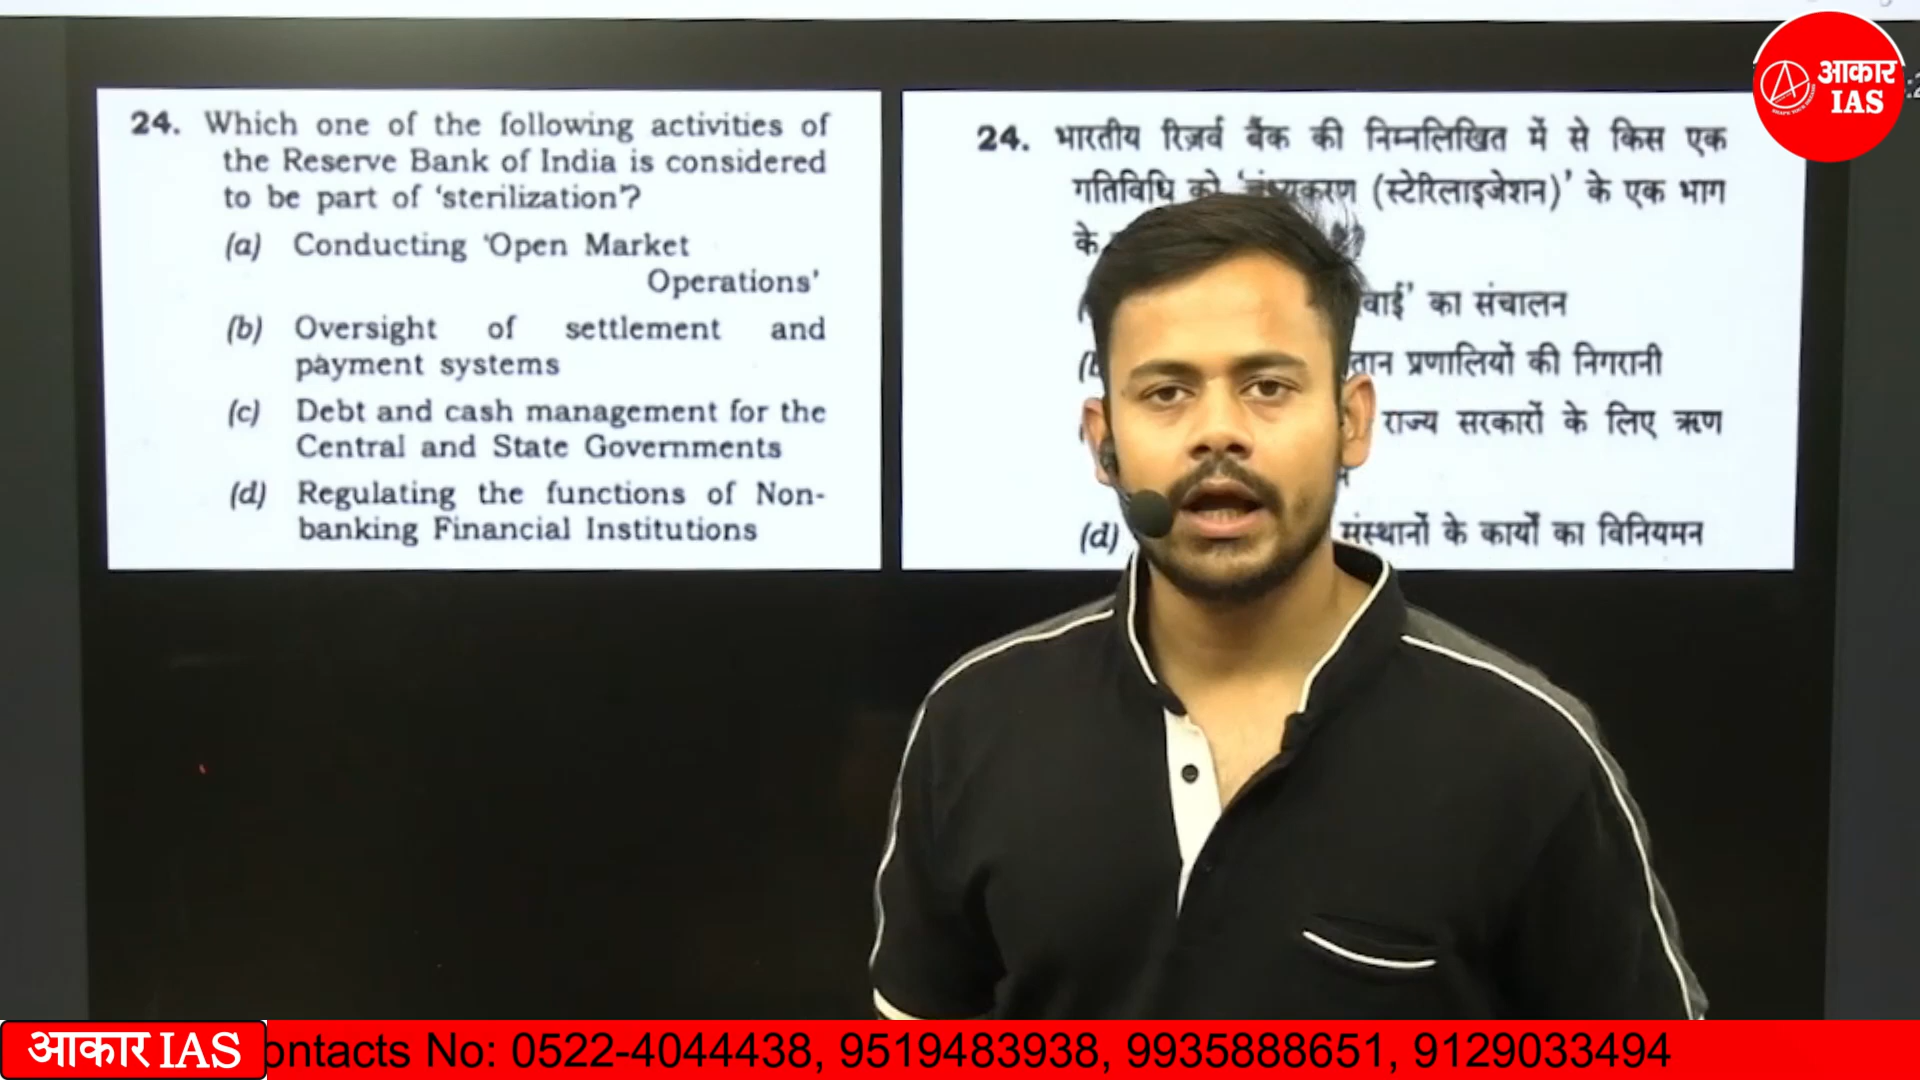 आकार
IAS
24. Which one of the following activities of
the Reserve Bank of India is considered
to be part of ‘sterilization’?
(a) Conducting ‘Open Market
Operations’
(b) Oversight of settlement and
payment systems
(c) Debt and cash management for the
Central and State Governments
(d) Regulating the functions of Non-
banking Financial Institutions
24. भारतीय रिज़र्व बैंक की निम्नलिखित में से किस एक
गतिविधि को (स्टेरिलाइजेशन)’ के एक भाग
के
का संचालन
प्रणालियों की निगरानी
राज्य सरकारों के लिए ऋण
(d) संस्थानों के कार्यों का विनियमन
आकार IAS ontacts No: 0522-4044438, 9519483938, 9935888651, 9129033494